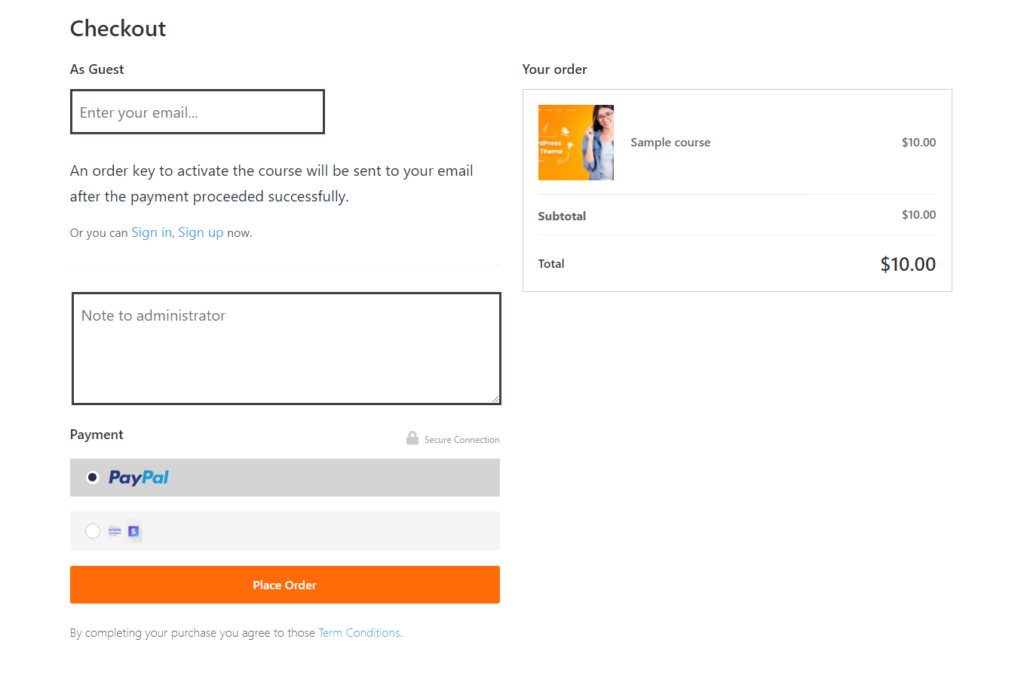 Checkout
As Guest
Enter your email...
An order key to activate the course will be sent to your email
after the payment proceeded successfully.
Or you can Sign in, Sign up now.
Note to administrator
Payment
Secure Connection
PayPal
Place Order
By completing your purchase you agree to those Term Conditions.
Your order
Sample course
$10.00
Subtotal
$10.00
Total
$10.00